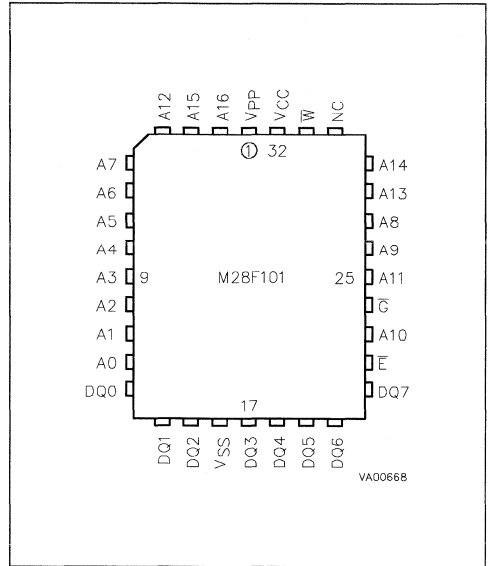 A12 A15 A16 VPP VCC W̅ NC
① 32
A7 A14
A6 A13
A5 A8
A4 A9
A3 9 M28F101 25 A11
A2 G̅
A1 A10
A0 E̅
DQ0 DQ7
17
DQ1 DQ2 VSS DQ3 DQ4 DQ5 DQ6
VA00668